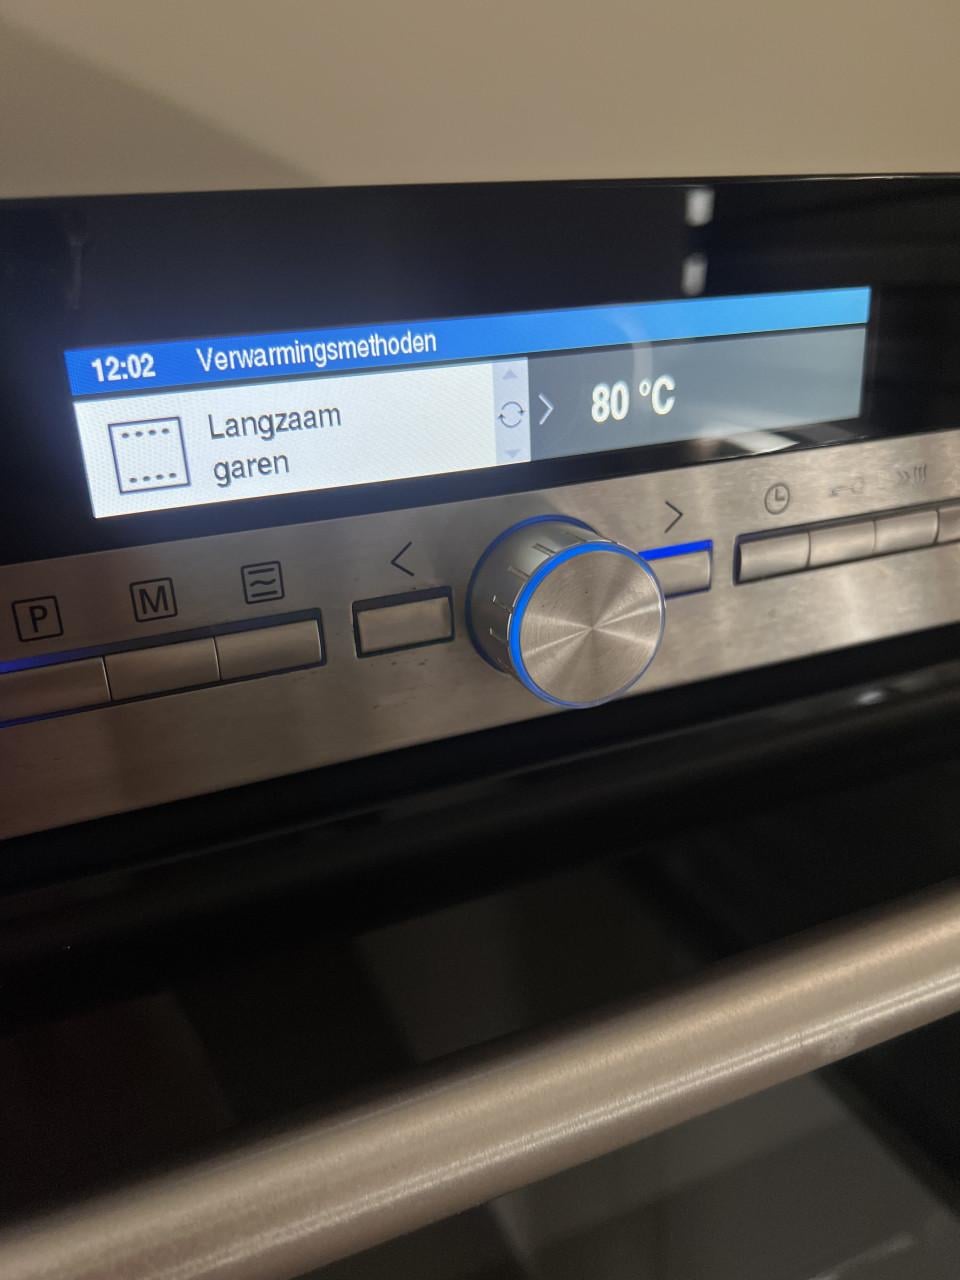 12:02 Verwarmingsmethoden
Langzaam
garen
80 °C
P
M